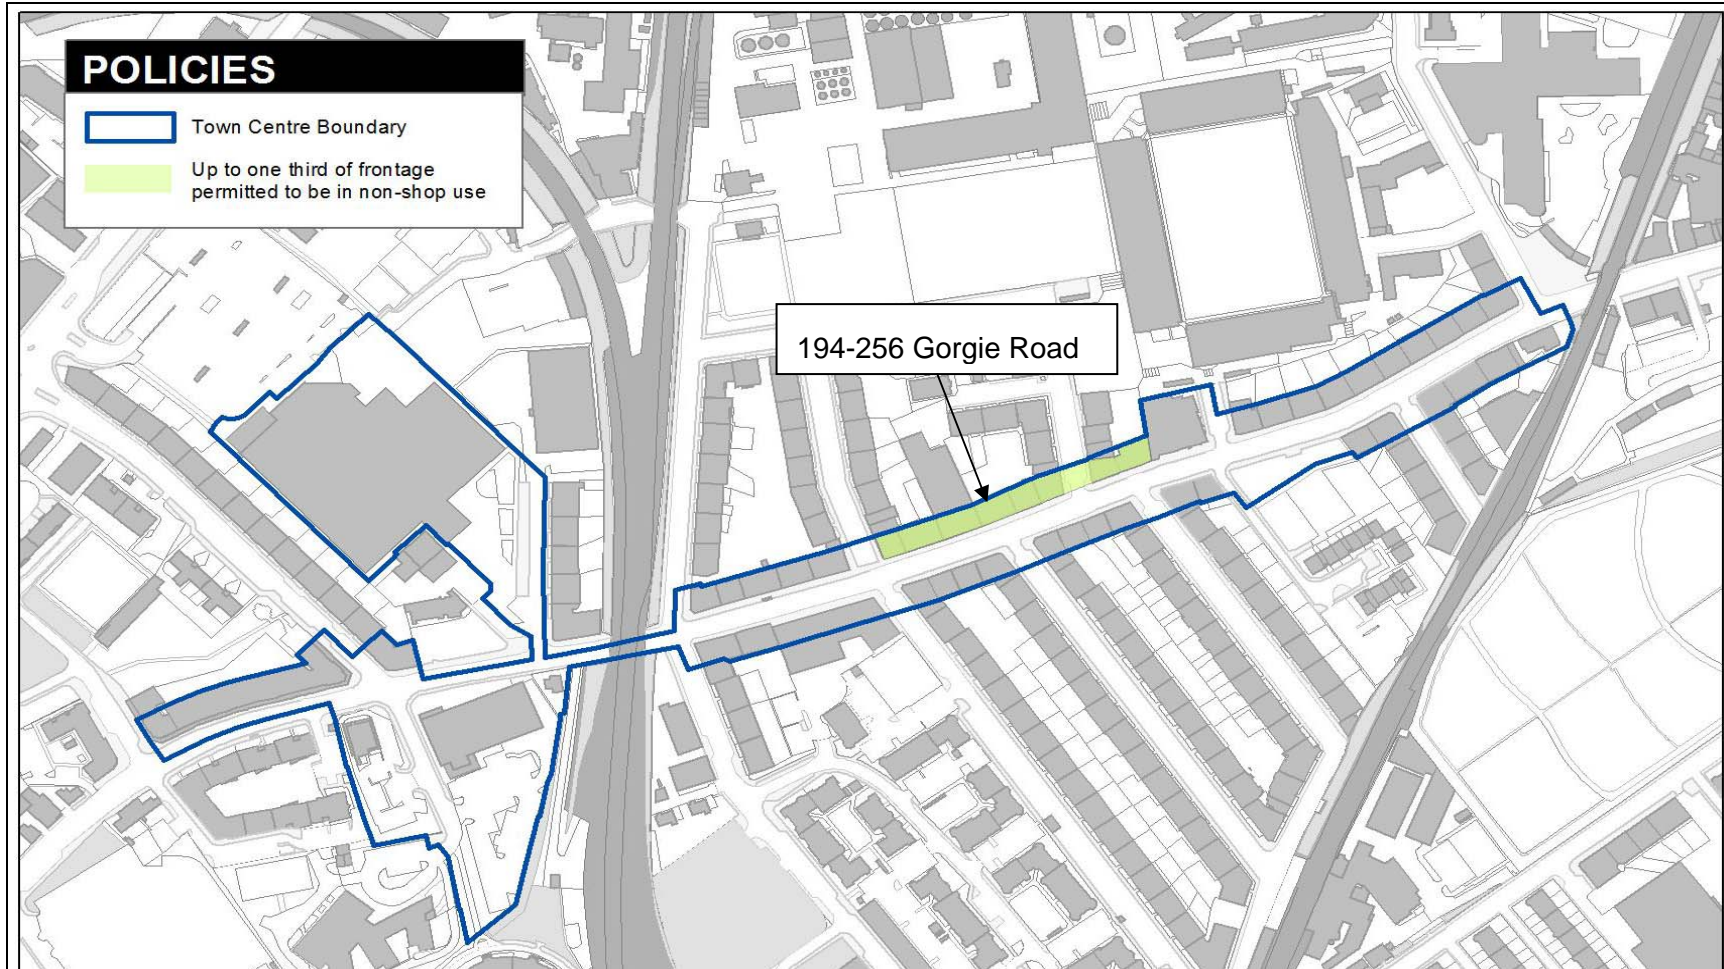 POLICIES
Town Centre Boundary
Up to one third of frontage
permitted to be in non-shop use
194-256 Gorgie Road